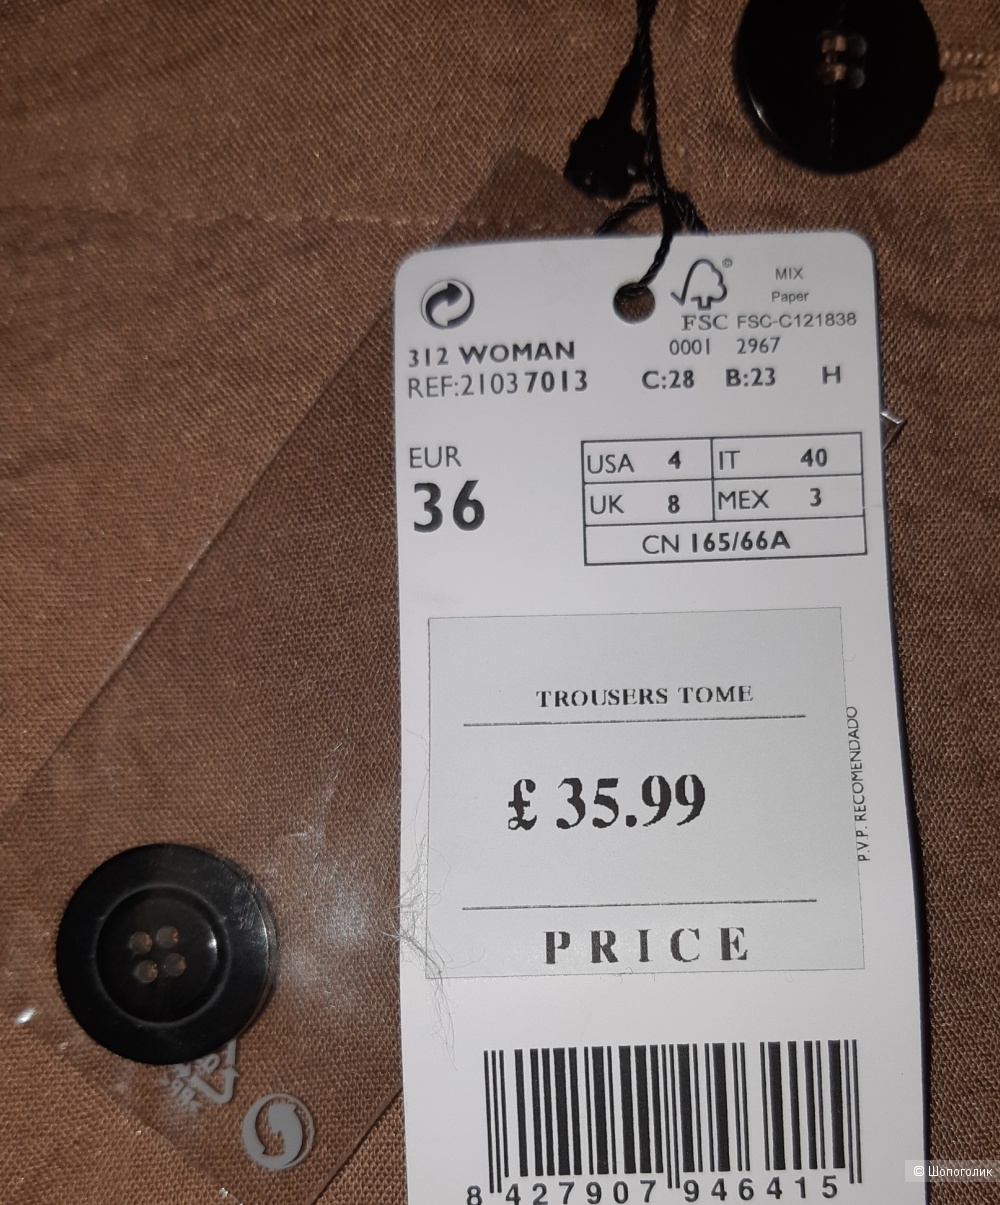 MIX
Paper
FSC FSC-C121838
312 WOMAN 0001 2967
REF:21037013 C:28 B:23 H
EUR
36
USA 4 IT 40
UK 8 MEX 3
CN 165/66A
TROUSERS TOME
£ 35.99
P.V.P. RECOMENDADO
PRICE
8 427907 946415
© Шопоголик